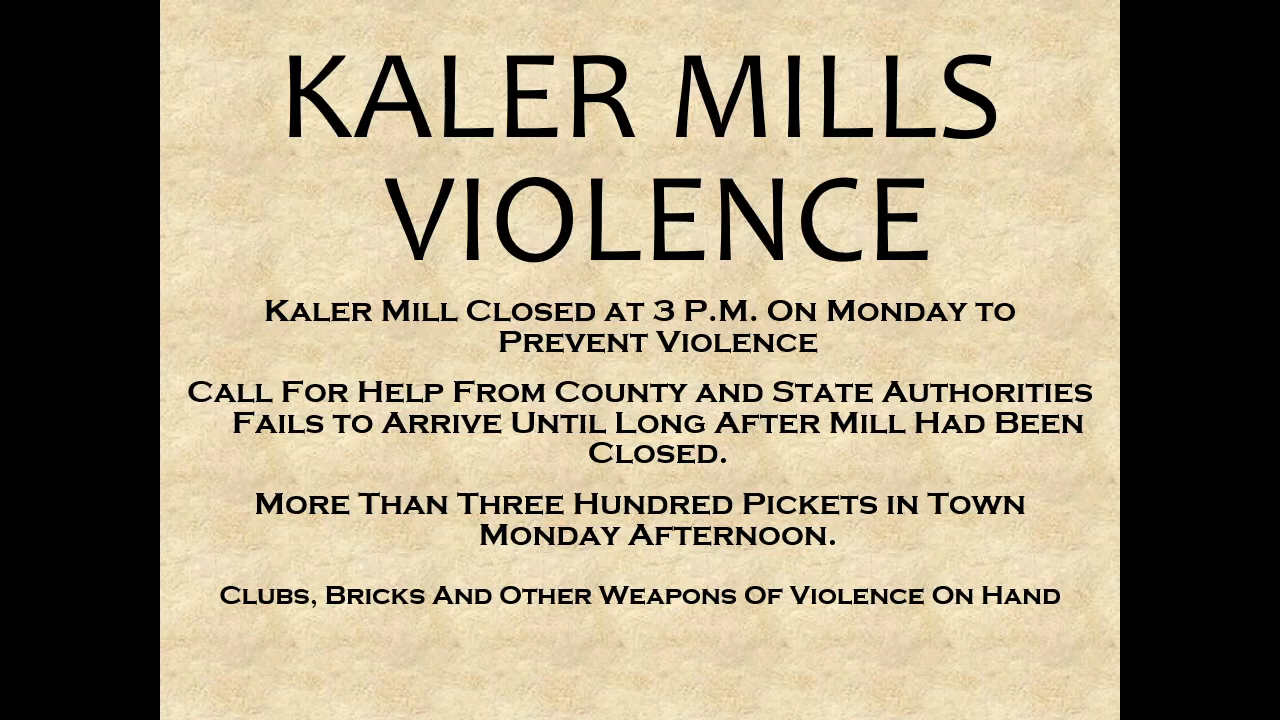 KALER MILLS
VIOLENCE
Kaler Mill Closed at 3 P.M. On Monday to
Prevent Violence
Call For Help From County and State Authorities
Fails to Arrive Until Long After Mill Had Been
Closed.
More Than Three Hundred Pickets in Town
Monday Afternoon.
Clubs, Bricks And Other Weapons Of Violence On Hand